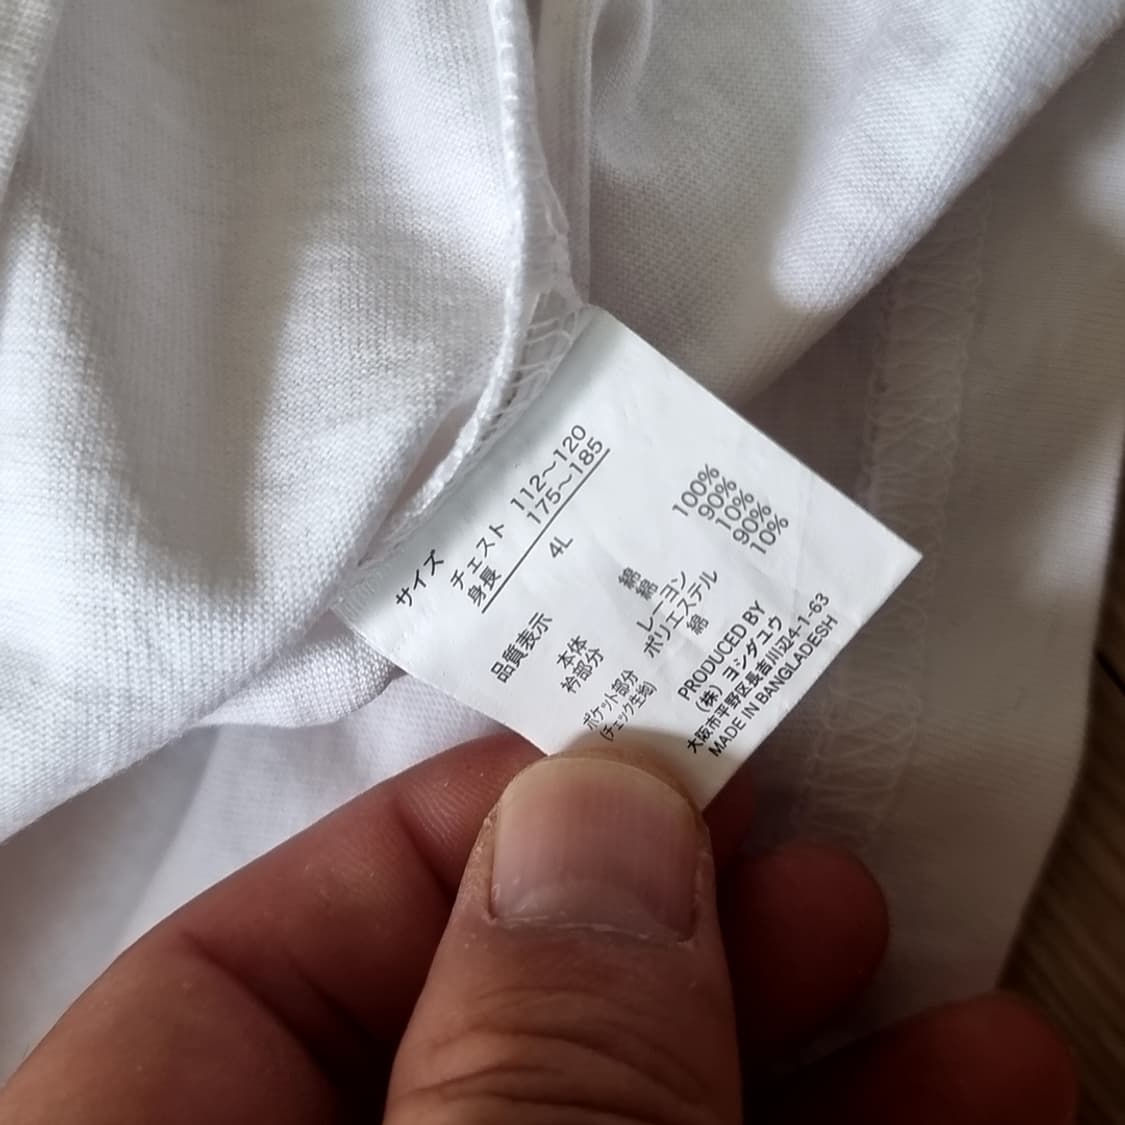 サイズ
チェスト 112～120
身長 175～185
4L
品質表示
本体 綿 100%
衿部分 綿 90%
レーヨン 10%
ポケット部分 ポリエステル 90%
(チェック生地) 綿 10%
PRODUCED BY
(株) ヨシダユウ
大阪市平野区長吉川辺4-1-63
MADE IN BANGLADESH